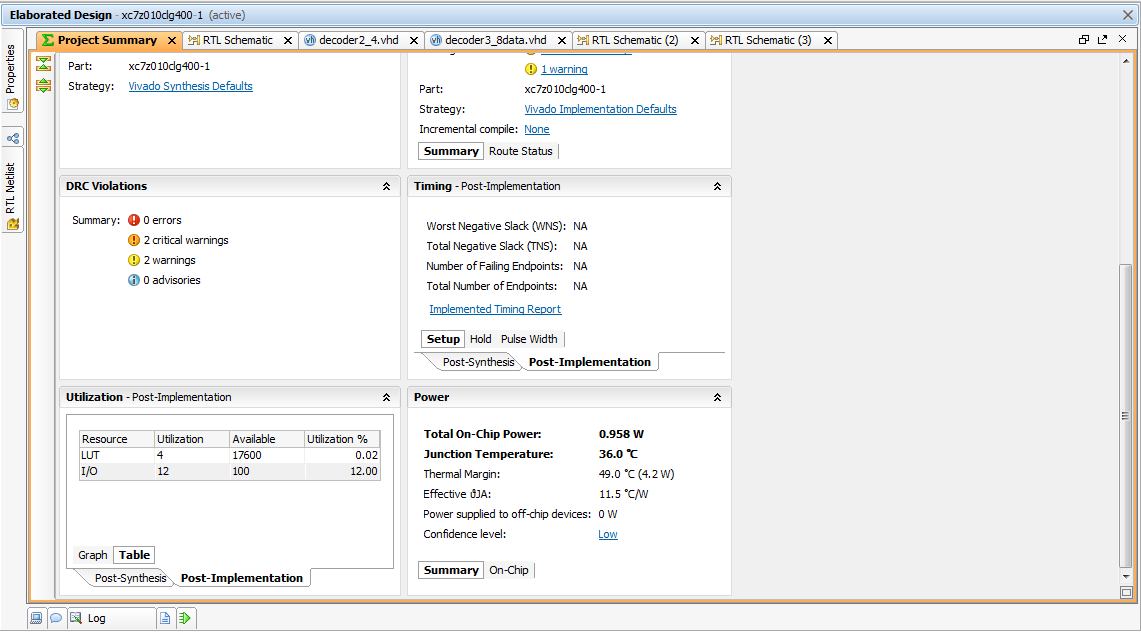 Elaborated Design - xc7z010clg400-1 (active)
Project Summary
RTL Schematic
decoder2_4.vhd
decoder3_8data.vhd
RTL Schematic (2)
RTL Schematic (3)
Properties
RTL Netlist
Part: xc7z010clg400-1
Strategy: Vivado Synthesis Defaults
1 warning
Part: xc7z010clg400-1
Strategy: Vivado Implementation Defaults
Incremental compile: None
Summary Route Status
DRC Violations
Summary: 0 errors
2 critical warnings
2 warnings
0 advisories
Timing - Post-Implementation
Worst Negative Slack (WNS): NA
Total Negative Slack (TNS): NA
Number of Failing Endpoints: NA
Total Number of Endpoints: NA
Implemented Timing Report
Setup Hold Pulse Width
Post-Synthesis Post-Implementation
Utilization - Post-Implementation
Resource Utilization Available Utilization %
LUT 4 17600 0.02
I/O 12 100 12.00
Graph Table
Post-Synthesis Post-Implementation
Power
Total On-Chip Power: 0.958 W
Junction Temperature: 36.0 °C
Thermal Margin: 49.0 °C (4.2 W)
Effective ϑJA: 11.5 °C/W
Power supplied to off-chip devices: 0 W
Confidence level: Low
Summary On-Chip
Log